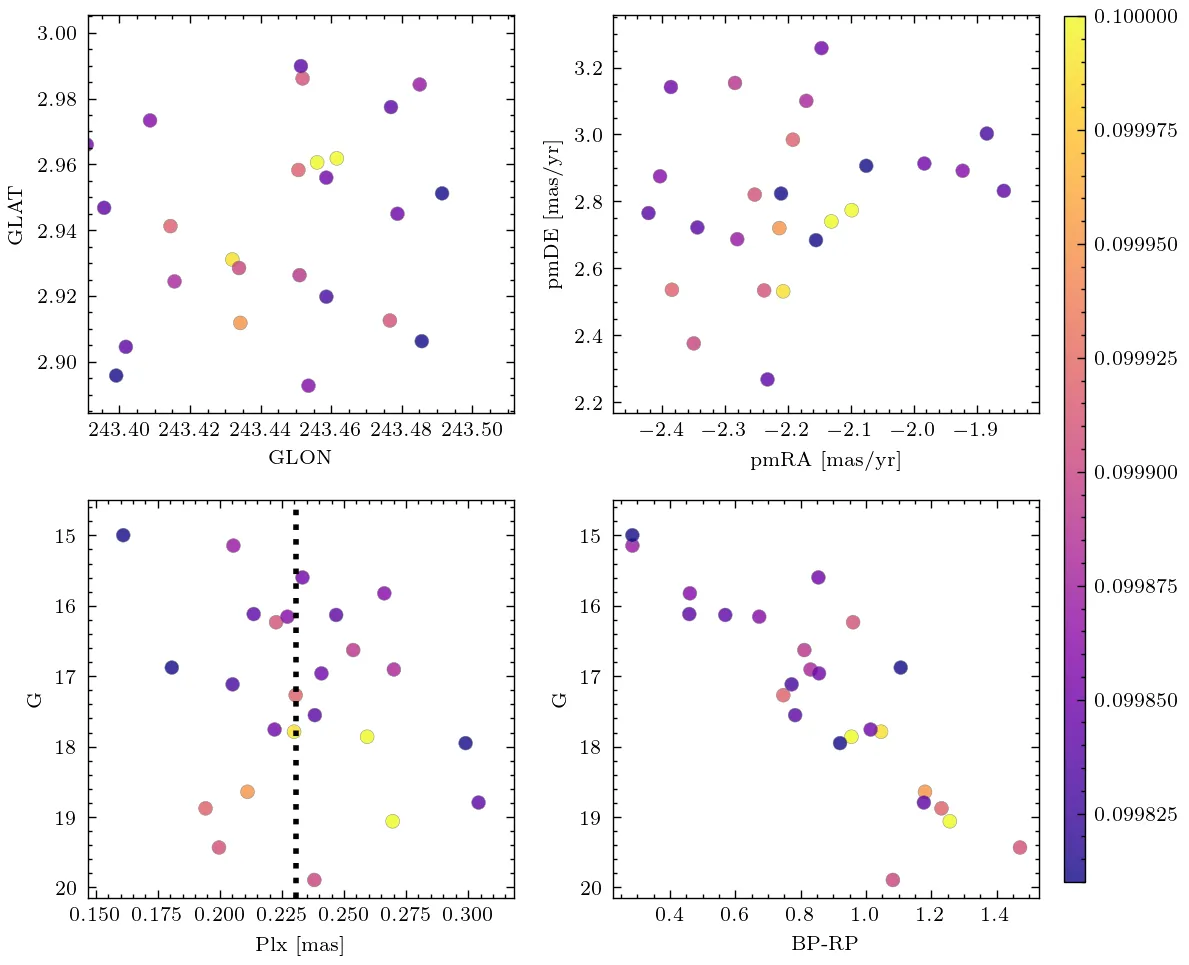 3.00
2.98
2.96
2.94
2.92
2.90
GLAT
243.40 243.42 243.44 243.46 243.48 243.50
GLON
3.2
3.0
2.8
2.6
2.4
2.2
pmDE [mas/yr]
−2.4 −2.3 −2.2 −2.1 −2.0 −1.9
pmRA [mas/yr]
15
16
17
18
19
20
G
0.150 0.175 0.200 0.225 0.250 0.275 0.300
Plx [mas]
15
16
17
18
19
20
G
0.4 0.6 0.8 1.0 1.2 1.4
BP-RP
0.100000
0.099975
0.099950
0.099925
0.099900
0.099875
0.099850
0.099825